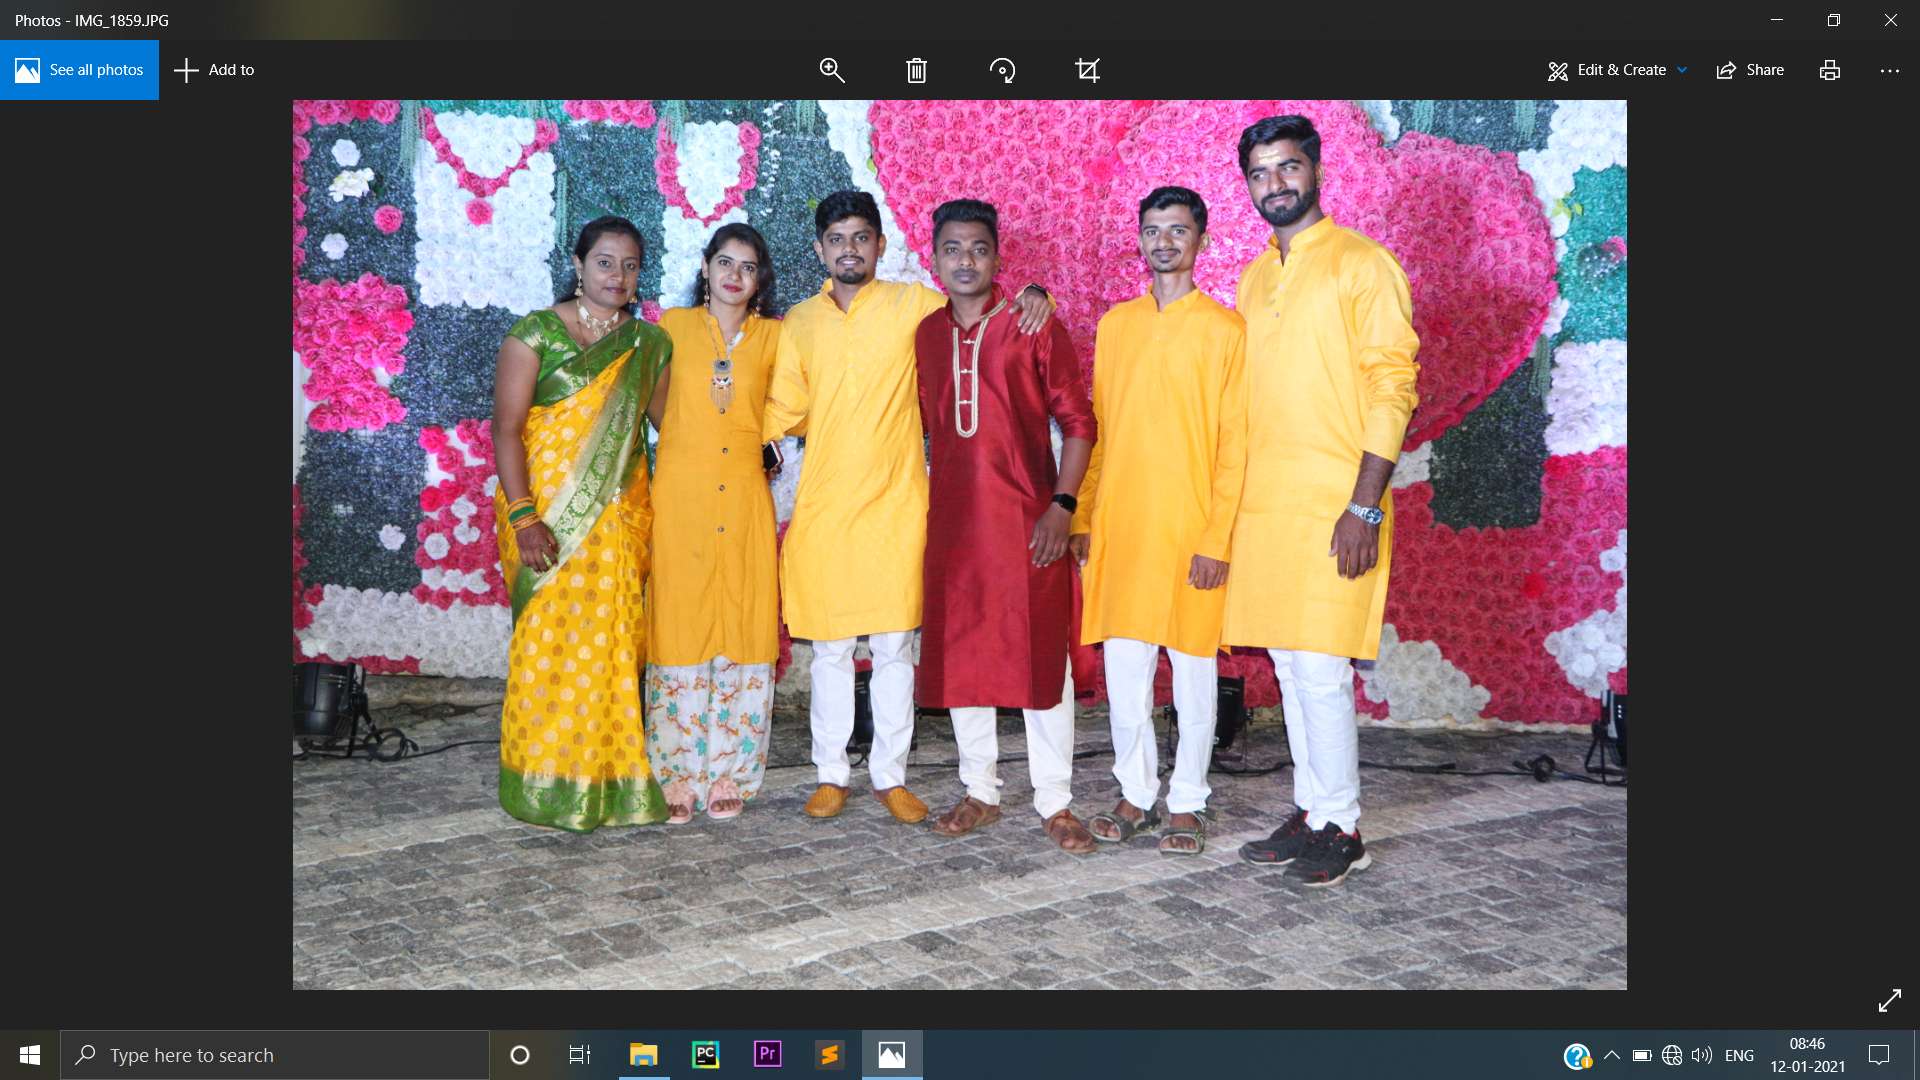 Photos - IMG_1859.JPG
See all photos
Add to
Edit & Create
Share
Type here to search
PC
Pr
ENG
08:46
12-01-2021